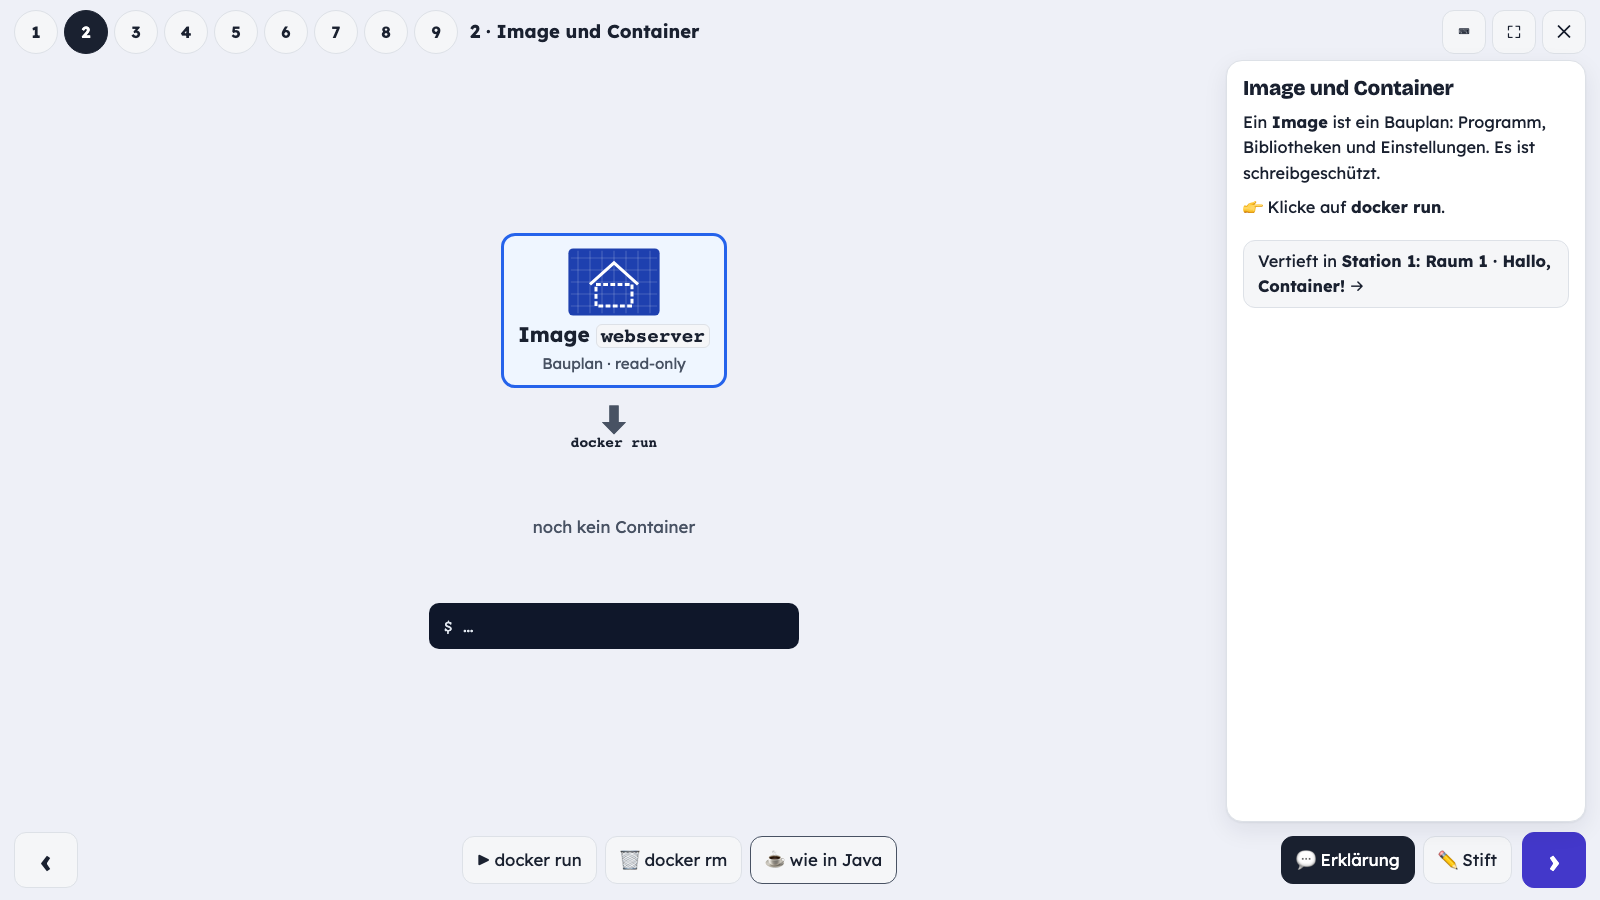 1 2 3 4 5 6 7 8 9 2 · Image und Container
Image und Container
Ein Image ist ein Bauplan: Programm,
Bibliotheken und Einstellungen. Es ist
schreibgeschützt.
👉 Klicke auf docker run.
Vertieft in Station 1: Raum 1 · Hallo,
Container! →
Image webserver
Bauplan · read-only
docker run
noch kein Container
$ …
▶ docker run
🗑️ docker rm
☕ wie in Java
💬 Erklärung
✏️ Stift